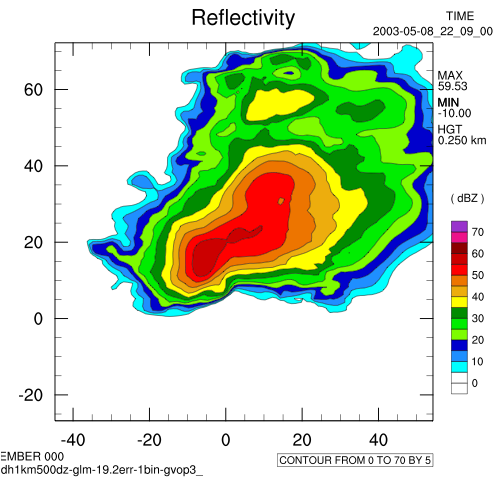 Reflectivity
TIME
2003-05-08_22_09_00
MAX
59.53
MIN
-10.00
HGT
0.250 km
( dBZ )
70
60
50
40
30
20
10
0
60
40
20
0
-20
-40
-20
0
20
40
EMBER 000
dh1km500dz-glm-19.2err-1bin-gvop3_
CONTOUR FROM 0 TO 70 BY 5